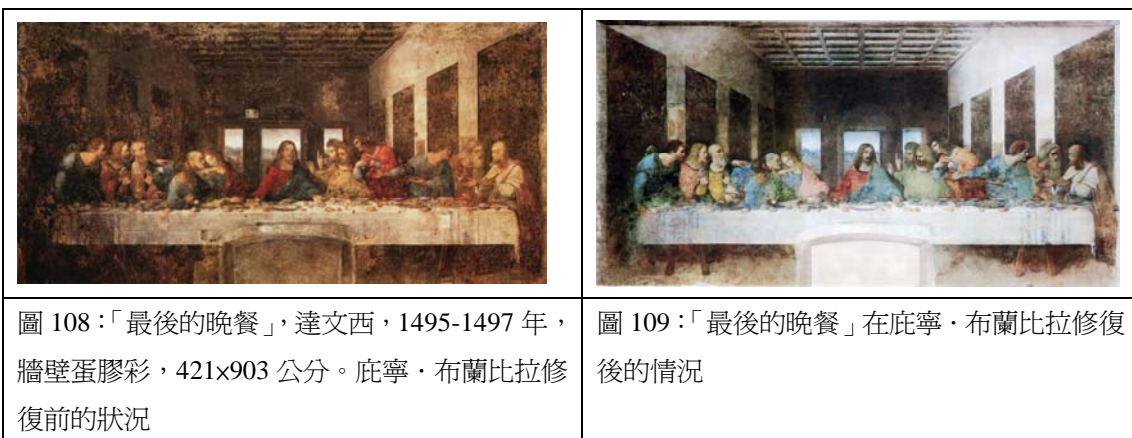 圖 108：「最後的晚餐」，達文西，1495-1497 年，
牆壁蛋膠彩，421×903 公分。庇寧．布蘭比拉修
復前的狀況
圖 109：「最後的晚餐」在庇寧．布蘭比拉修復
後的情況